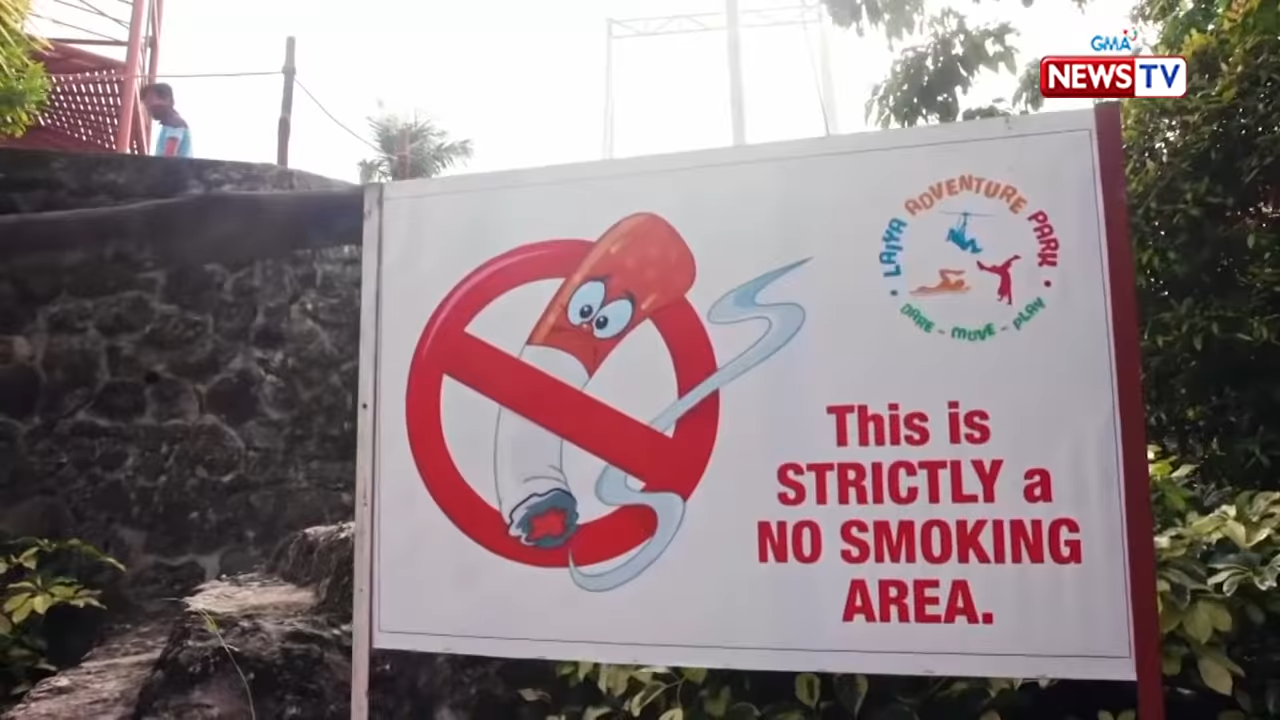 GMA
NEWS TV
LAIYA ADVENTURE PARK
DARE - MOVE - PLAY
This is
STRICTLY a
NO SMOKING
AREA.